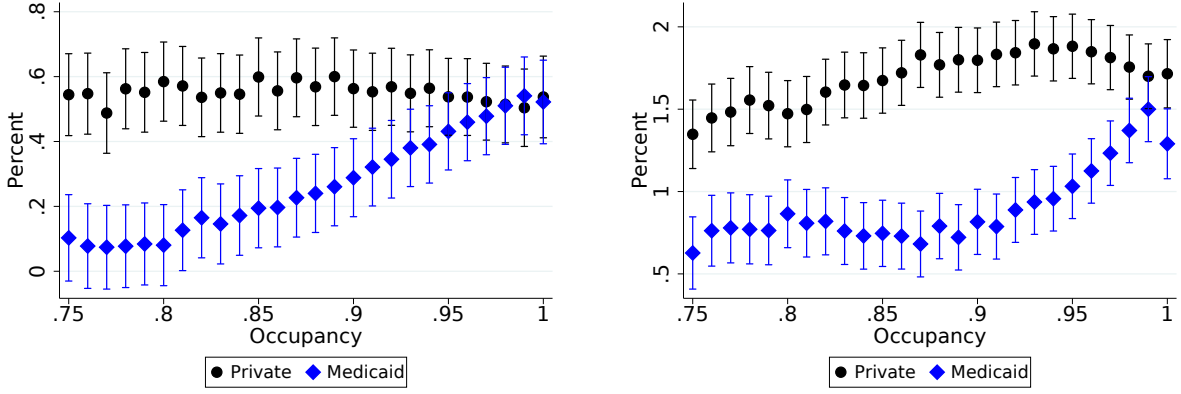 .8
.6
.4
.2
0
Percent
.75 .8 .85 .9 .95 1
Occupancy
Private Medicaid
2
1.5
1
.5
Percent
.75 .8 .85 .9 .95 1
Occupancy
Private Medicaid